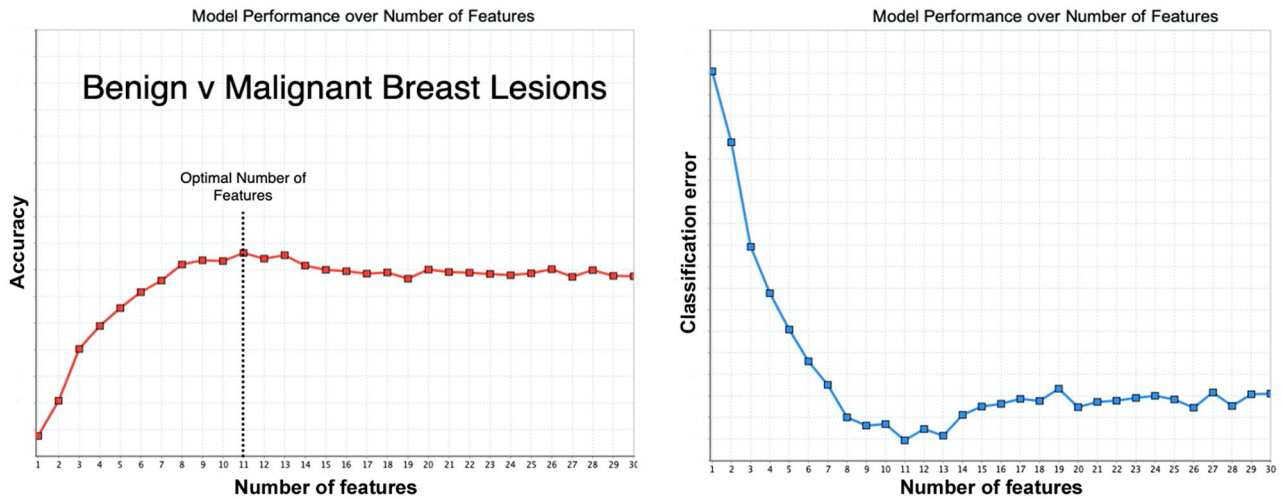 Model Performance over Number of Features
Benign v Malignant Breast Lesions
Optimal Number of
Features
Accuracy
1 2 3 4 5 6 7 8 9 10 11 12 13 14 15 16 17 18 19 20 21 22 23 24 25 26 27 28 29 30
Number of features
Model Performance over Number of Features
Classification error
1 2 3 4 5 6 7 8 9 10 11 12 13 14 15 16 17 18 19 20 21 22 23 24 25 26 27 28 29 30
Number of features